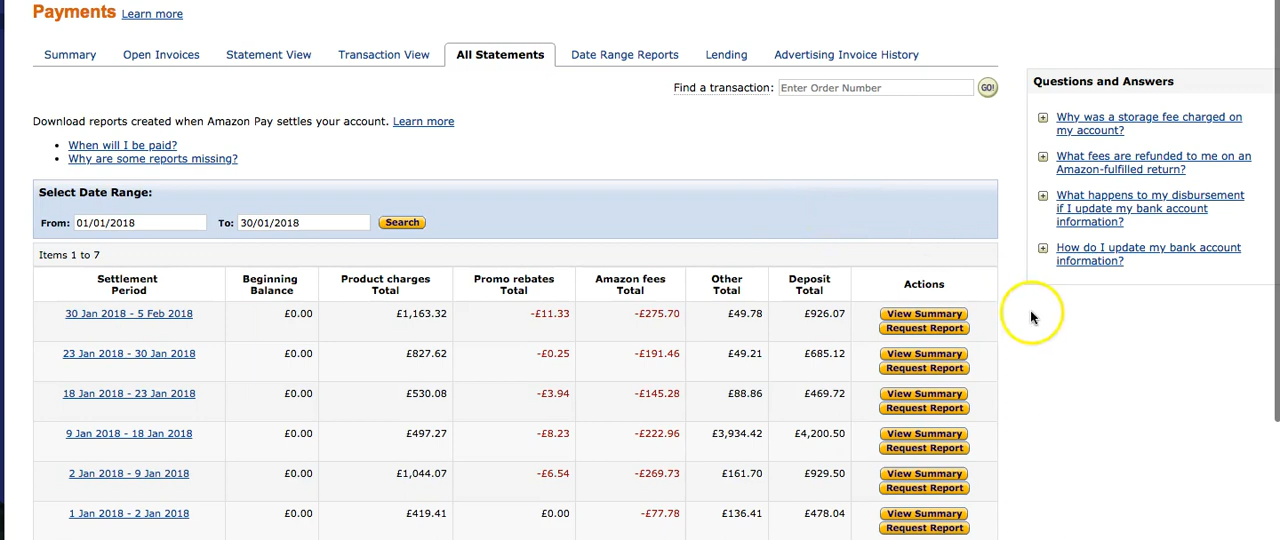 Payments Learn more
Summary Open Invoices Statement View Transaction View All Statements Date Range Reports Lending Advertising Invoice History
Find a transaction: Enter Order Number GO!
Download reports created when Amazon Pay settles your account. Learn more
• When will I be paid?
• Why are some reports missing?
Select Date Range:
From: 01/01/2018 To: 30/01/2018 Search
Items 1 to 7
Settlement Period Beginning Balance Product charges Total Promo rebates Total Amazon fees Total Other Total Deposit Total Actions
30 Jan 2018 - 5 Feb 2018 £0.00 £1,163.32 -£11.33 -£275.70 £49.78 £926.07 View Summary
Request Report
23 Jan 2018 - 30 Jan 2018 £0.00 £827.62 -£0.25 -£191.46 £49.21 £685.12 View Summary
Request Report
18 Jan 2018 - 23 Jan 2018 £0.00 £530.08 -£3.94 -£145.28 £88.86 £469.72 View Summary
Request Report
9 Jan 2018 - 18 Jan 2018 £0.00 £497.27 -£8.23 -£222.96 £3,934.42 £4,200.50 View Summary
Request Report
2 Jan 2018 - 9 Jan 2018 £0.00 £1,044.07 -£6.54 -£269.73 £161.70 £929.50 View Summary
Request Report
1 Jan 2018 - 2 Jan 2018 £0.00 £419.41 £0.00 -£77.78 £136.41 £478.04 View Summary
Request Report
Questions and Answers
Why was a storage fee charged on
my account?
What fees are refunded to me on an
Amazon-fulfilled return?
What happens to my disbursement
if I update my bank account
information?
How do I update my bank account
information?